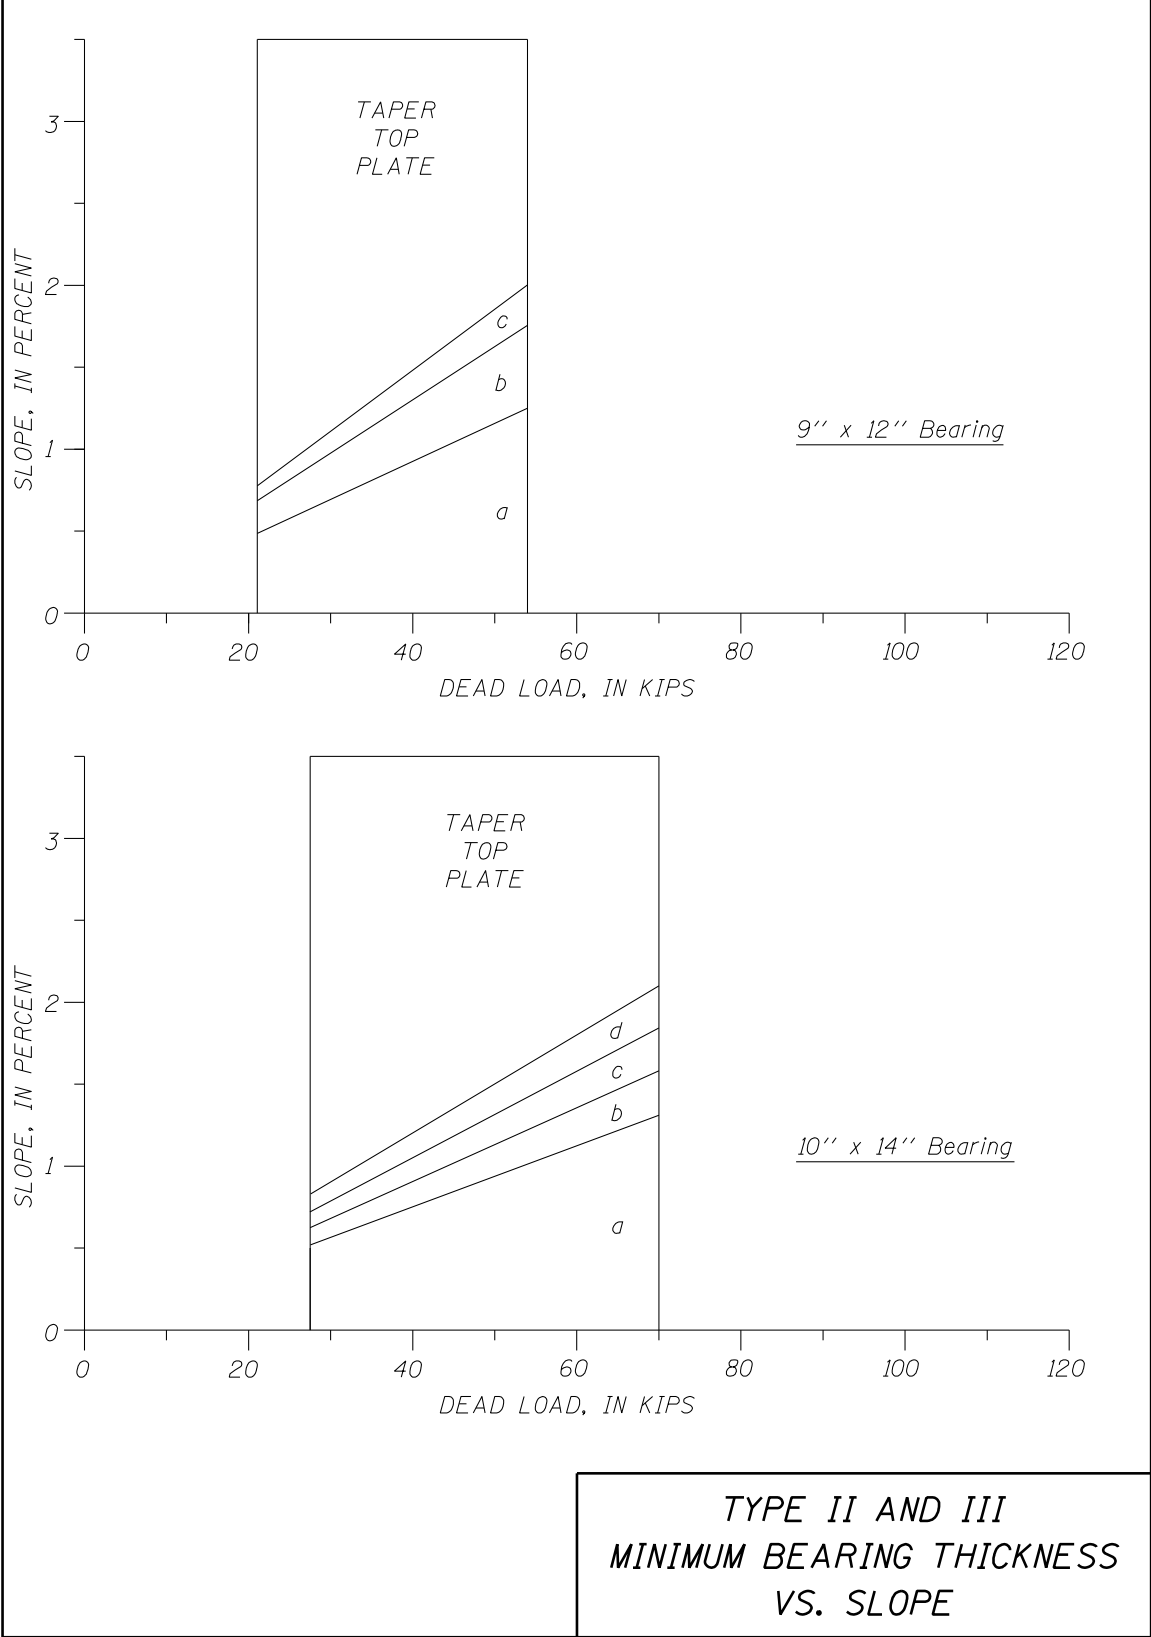 TAPER
TOP
PLATE
3
2
1
0
SLOPE, IN PERCENT
c
b
a
9'' x 12'' Bearing
0 20 40 60 80 100 120
DEAD LOAD, IN KIPS
TAPER
TOP
PLATE
3
2
1
0
SLOPE, IN PERCENT
d
c
b
a
10'' x 14'' Bearing
0 20 40 60 80 100 120
DEAD LOAD, IN KIPS
TYPE II AND III
MINIMUM BEARING THICKNESS
VS. SLOPE